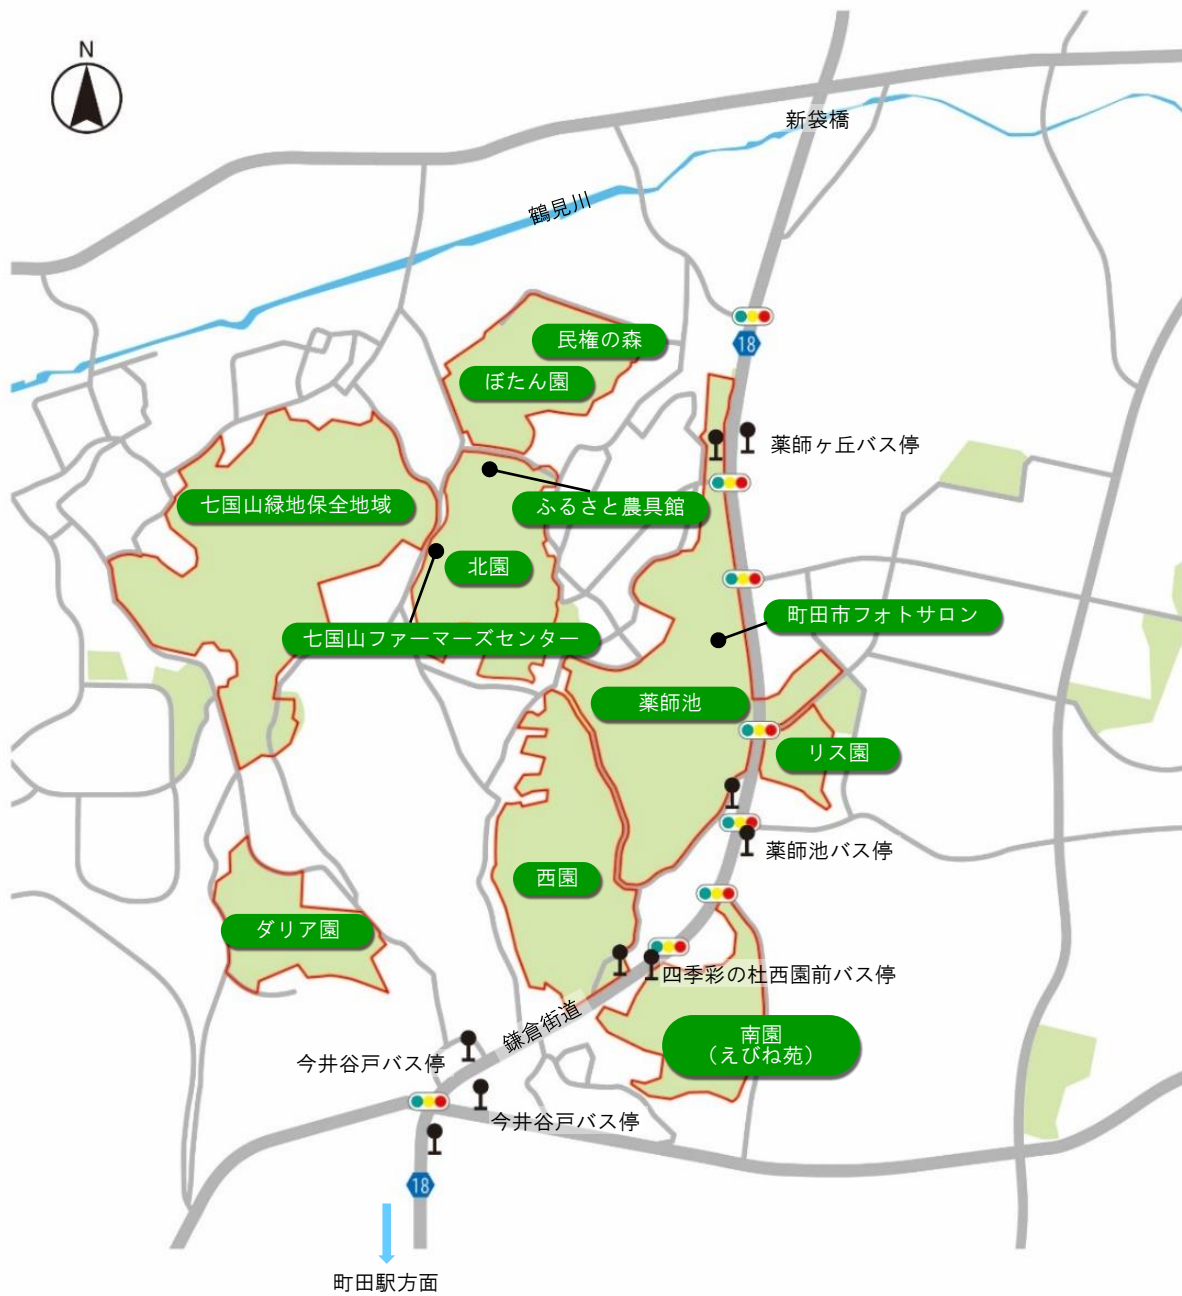 N
新袋橋
鶴見川
18
民権の森
ぼたん園
薬師ヶ丘バス停
七国山緑地保全地域
ふるさと農具館
北園
町田市フォトサロン
七国山ファーマーズセンター
薬師池
リス園
薬師池バス停
西園
ダリア園
四季彩の杜西園前バス停
鎌倉街道
南園
（えびね苑）
今井谷戸バス停
今井谷戸バス停
18
町田駅方面